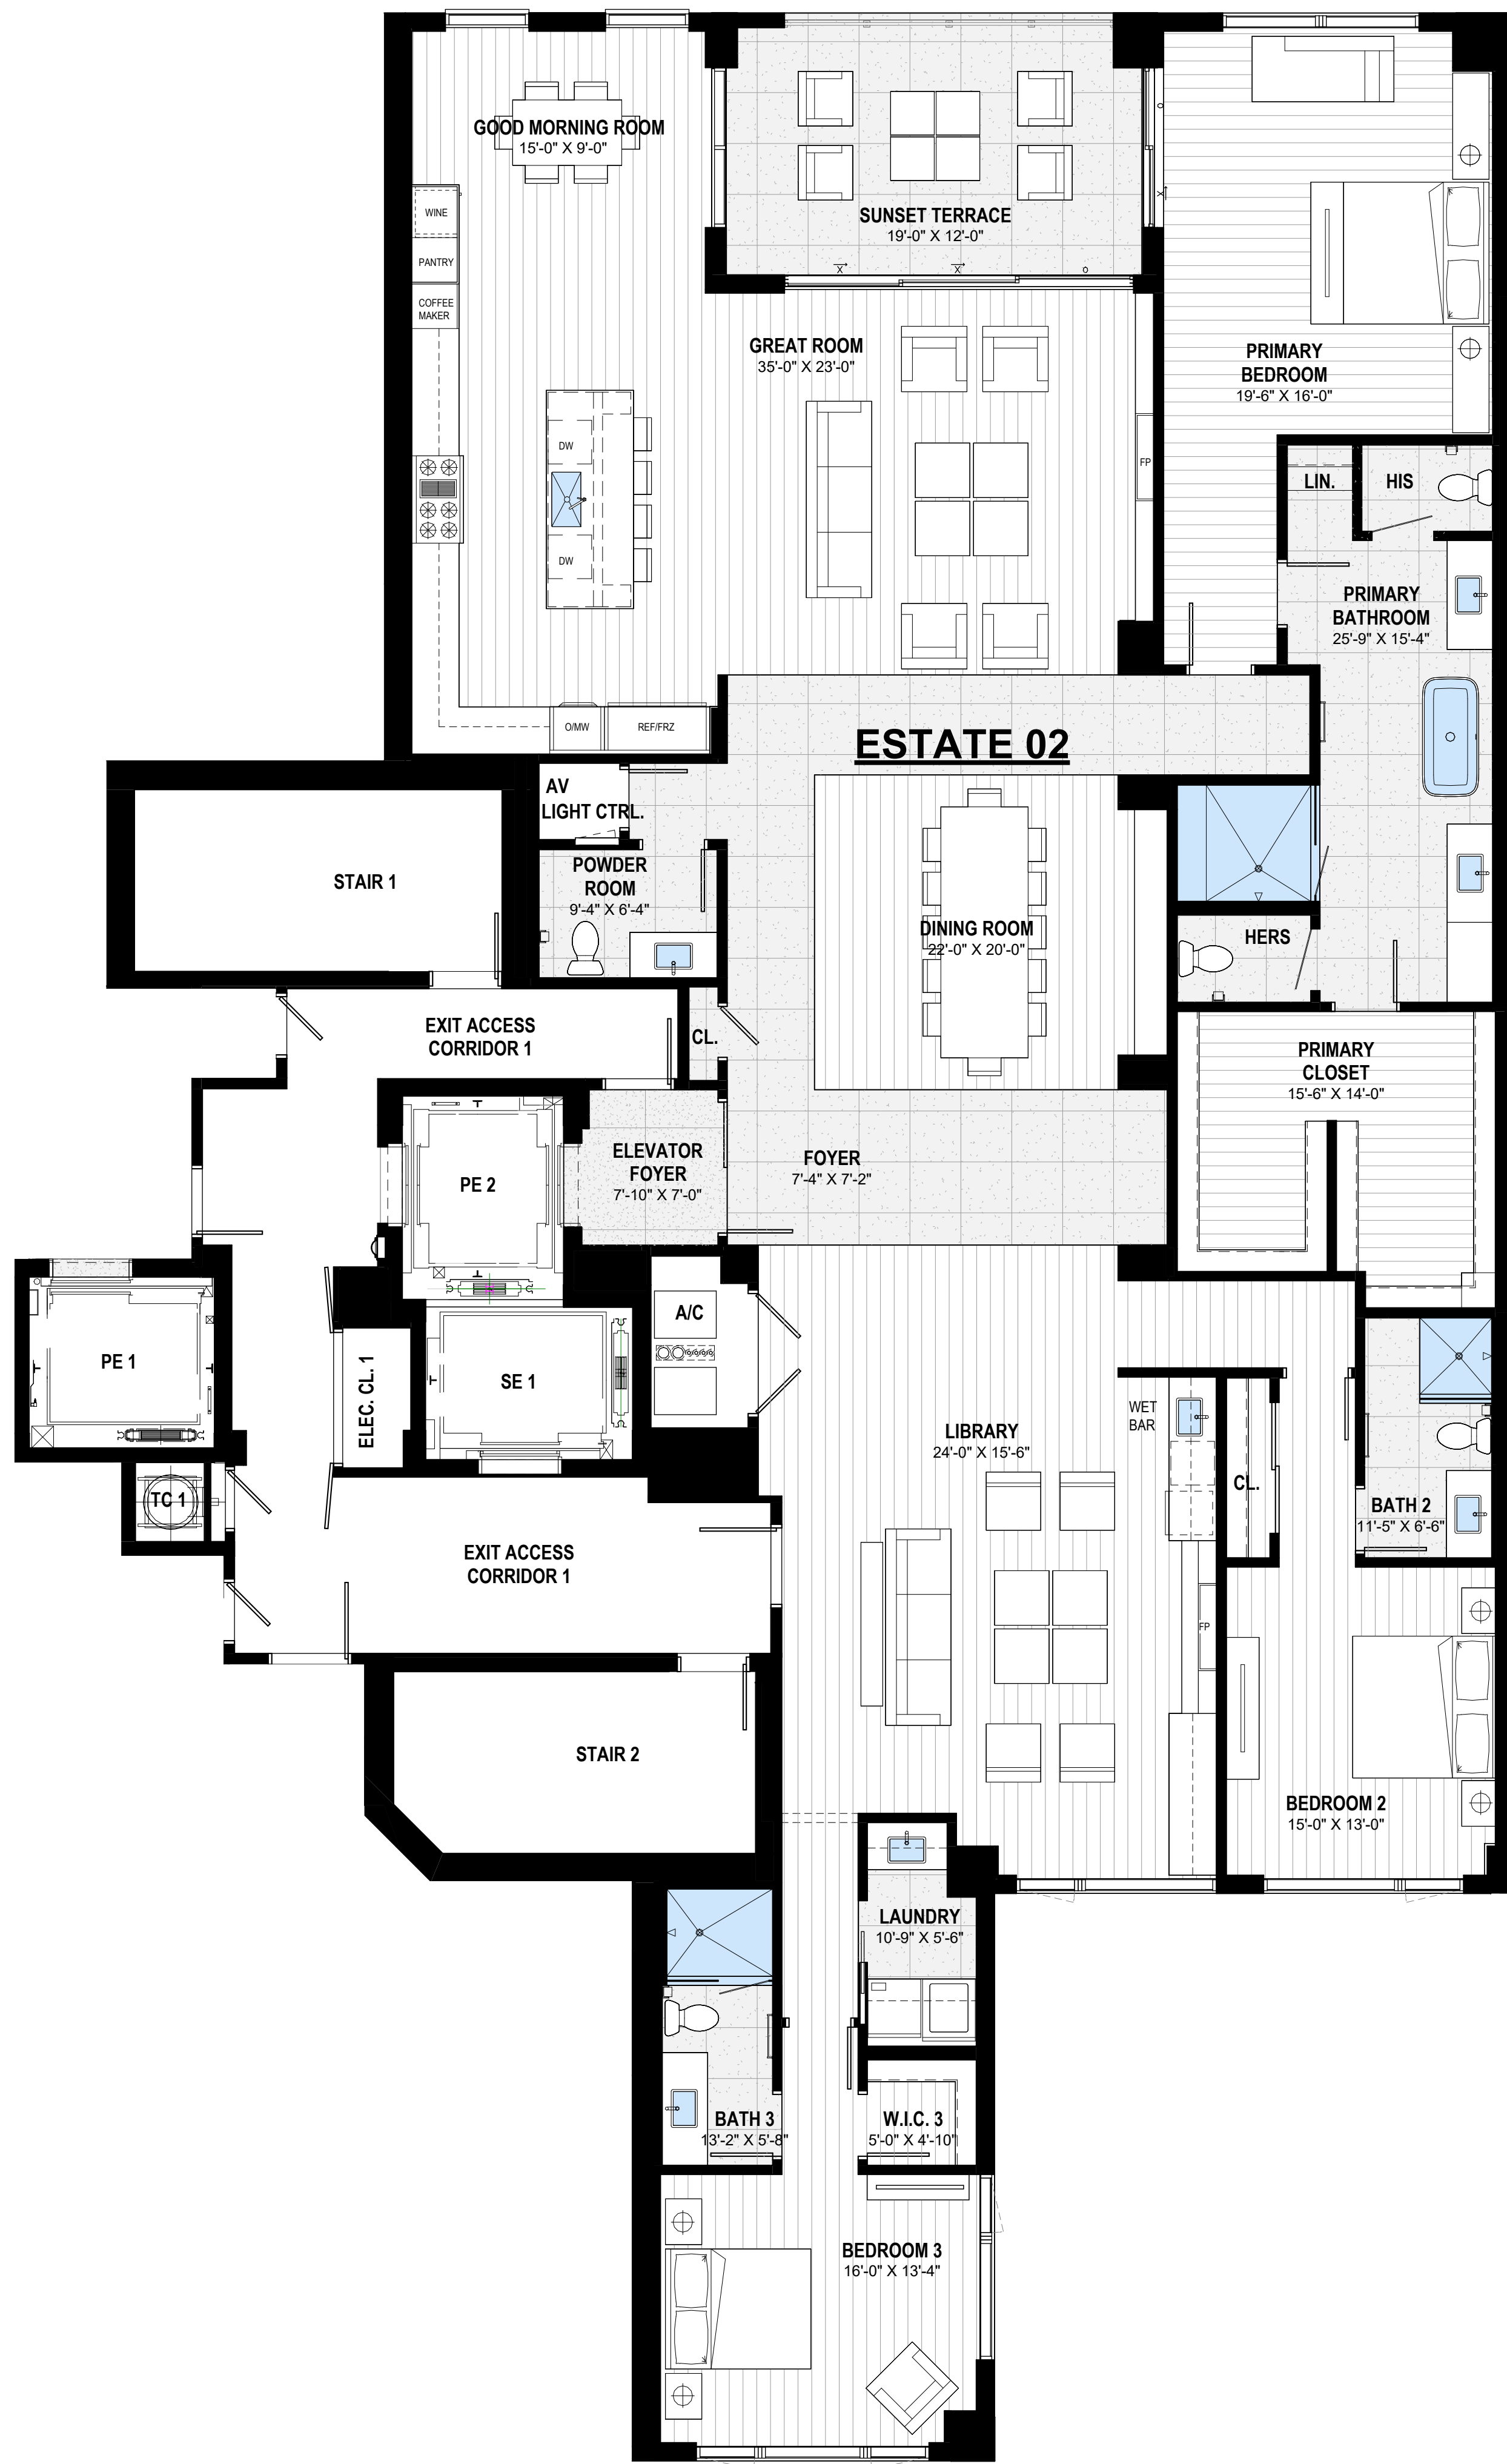 GOOD MORNING ROOM
15'-0" X 9'-0"
WINE
PANTRY
COFFEE
MAKER
SUNSET TERRACE
19'-0" X 12'-0"
X
X
O
O
X
GREAT ROOM
35'-0" X 23'-0"
PRIMARY
BEDROOM
19'-6" X 16'-0"
DW
DW
FP
LIN.
HIS
PRIMARY
BATHROOM
25'-9" X 15'-4"
O/MW
REF/FRZ
ESTATE 02
AV
LIGHT CTRL.
STAIR 1
POWDER
ROOM
9'-4" X 6'-4"
DINING ROOM
22'-0" X 20'-0"
HERS
EXIT ACCESS
CORRIDOR 1
CL.
PRIMARY
CLOSET
15'-6" X 14'-0"
PE 2
ELEVATOR
FOYER
7'-10" X 7'-0"
FOYER
7'-4" X 7'-2"
A/C
PE 1
SE 1
ELEC. CL. 1
WET
BAR
LIBRARY
24'-0" X 15'-6"
CL.
TC 1
BATH 2
11'-5" X 6'-6"
EXIT ACCESS
CORRIDOR 1
FP
STAIR 2
BEDROOM 2
15'-0" X 13'-0"
LAUNDRY
10'-9" X 5'-6"
BATH 3
13'-2" X 5'-8"
W.I.C. 3
5'-0" X 4'-10"
BEDROOM 3
16'-0" X 13'-4"